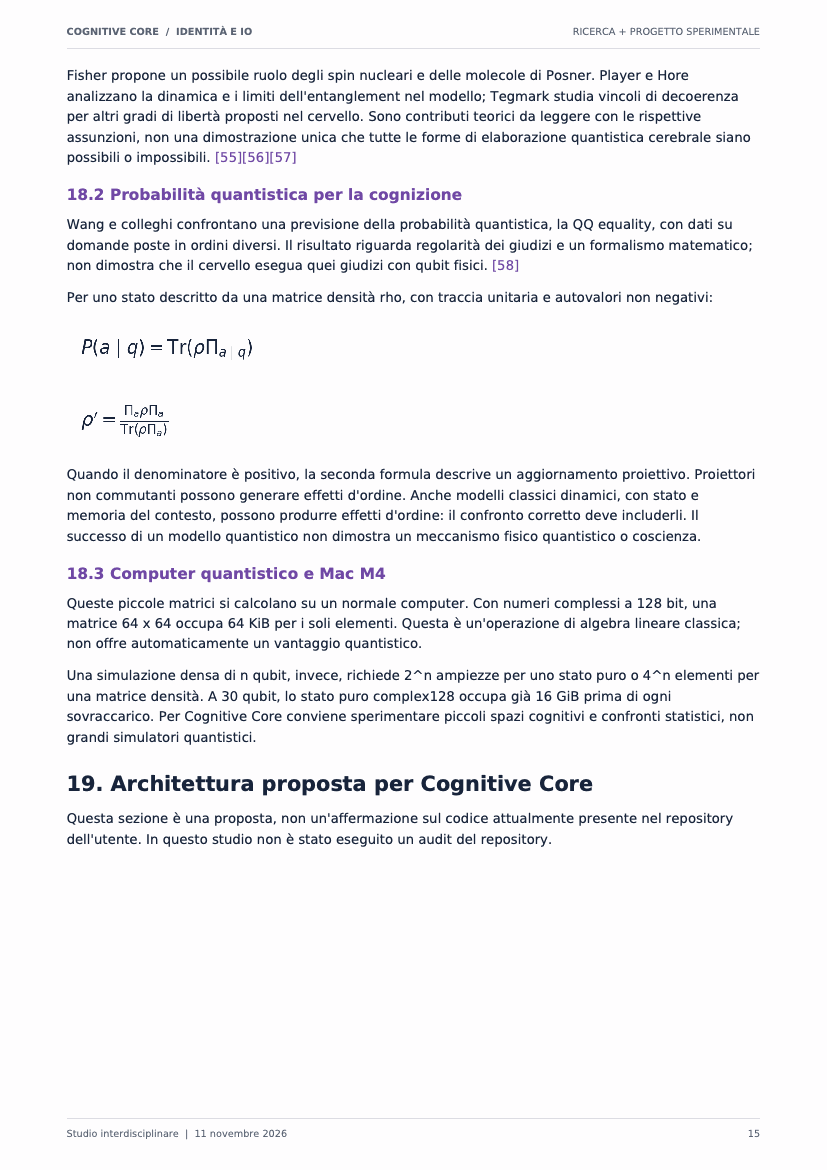 COGNITIVE CORE / IDENTITÀ E IO
RICERCA + PROGETTO SPERIMENTALE
Fisher propone un possibile ruolo degli spin nucleari e delle molecole di Posner. Player e Hore
analizzano la dinamica e i limiti dell'entanglement nel modello; Tegmark studia vincoli di decoerenza
per altri gradi di libertà proposti nel cervello. Sono contributi teorici da leggere con le rispettive
assunzioni, non una dimostrazione unica che tutte le forme di elaborazione quantistica cerebrale siano
possibili o impossibili. [55][56][57]
18.2 Probabilità quantistica per la cognizione
Wang e colleghi confrontano una previsione della probabilità quantistica, la QQ equality, con dati su
domande poste in ordini diversi. Il risultato riguarda regolarità dei giudizi e un formalismo matematico;
non dimostra che il cervello esegua quei giudizi con qubit fisici. [58]
Per uno stato descritto da una matrice densità rho, con traccia unitaria e autovalori non negativi:
P(a | q) = Tr(ρΠ_{a | q})
ρ′ = Π_aρΠ_a / Tr(ρΠ_a)
Quando il denominatore è positivo, la seconda formula descrive un aggiornamento proiettivo. Proiettori
non commutanti possono generare effetti d'ordine. Anche modelli classici dinamici, con stato e
memoria del contesto, possono produrre effetti d'ordine: il confronto corretto deve includerli. Il
successo di un modello quantistico non dimostra un meccanismo fisico quantistico o coscienza.
18.3 Computer quantistico e Mac M4
Queste piccole matrici si calcolano su un normale computer. Con numeri complessi a 128 bit, una
matrice 64 x 64 occupa 64 KiB per i soli elementi. Questa è un'operazione di algebra lineare classica;
non offre automaticamente un vantaggio quantistico.
Una simulazione densa di n qubit, invece, richiede 2^n ampiezze per uno stato puro o 4^n elementi per
una matrice densità. A 30 qubit, lo stato puro complex128 occupa già 16 GiB prima di ogni
sovraccarico. Per Cognitive Core conviene sperimentare piccoli spazi cognitivi e confronti statistici, non
grandi simulatori quantistici.
19. Architettura proposta per Cognitive Core
Questa sezione è una proposta, non un'affermazione sul codice attualmente presente nel repository
dell'utente. In questo studio non è stato eseguito un audit del repository.
Studio interdisciplinare | 11 novembre 2026
15